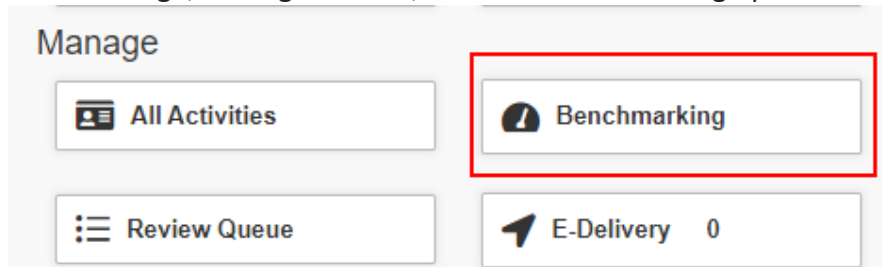 Manage
All Activities
Benchmarking
Review Queue
E-Delivery 0